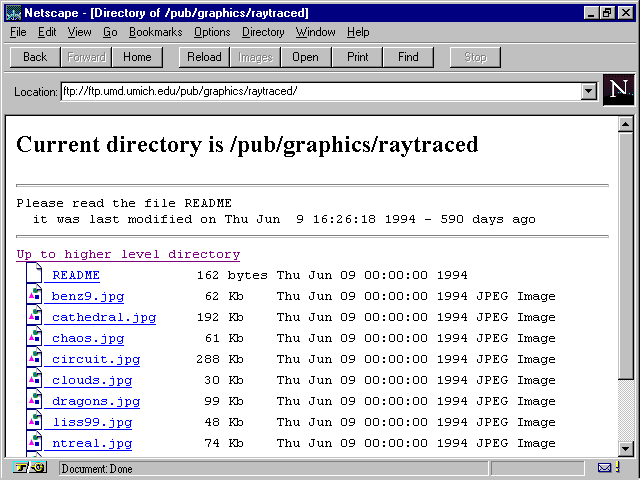 Netscape - [Directory of /pub/graphics/raytraced]
File Edit View Go Bookmarks Options Directory Window Help
Back Forward Home Reload Images Open Print Find Stop
Location: ftp://ftp.umd.umich.edu/pub/graphics/raytraced/
N
Current directory is /pub/graphics/raytraced
Please read the file README
it was last modified on Thu Jun 9 16:26:18 1994 - 590 days ago
Up to higher level directory
README 162 bytes Thu Jun 09 00:00:00 1994
benz9.jpg 62 Kb Thu Jun 09 00:00:00 1994 JPEG Image
cathedral.jpg 192 Kb Thu Jun 09 00:00:00 1994 JPEG Image
chaos.jpg 61 Kb Thu Jun 09 00:00:00 1994 JPEG Image
circuit.jpg 288 Kb Thu Jun 09 00:00:00 1994 JPEG Image
clouds.jpg 30 Kb Thu Jun 09 00:00:00 1994 JPEG Image
dragons.jpg 99 Kb Thu Jun 09 00:00:00 1994 JPEG Image
liss99.jpg 48 Kb Thu Jun 09 00:00:00 1994 JPEG Image
ntreal.jpg 74 Kb Thu Jun 09 00:00:00 1994 JPEG Image
Document: Done